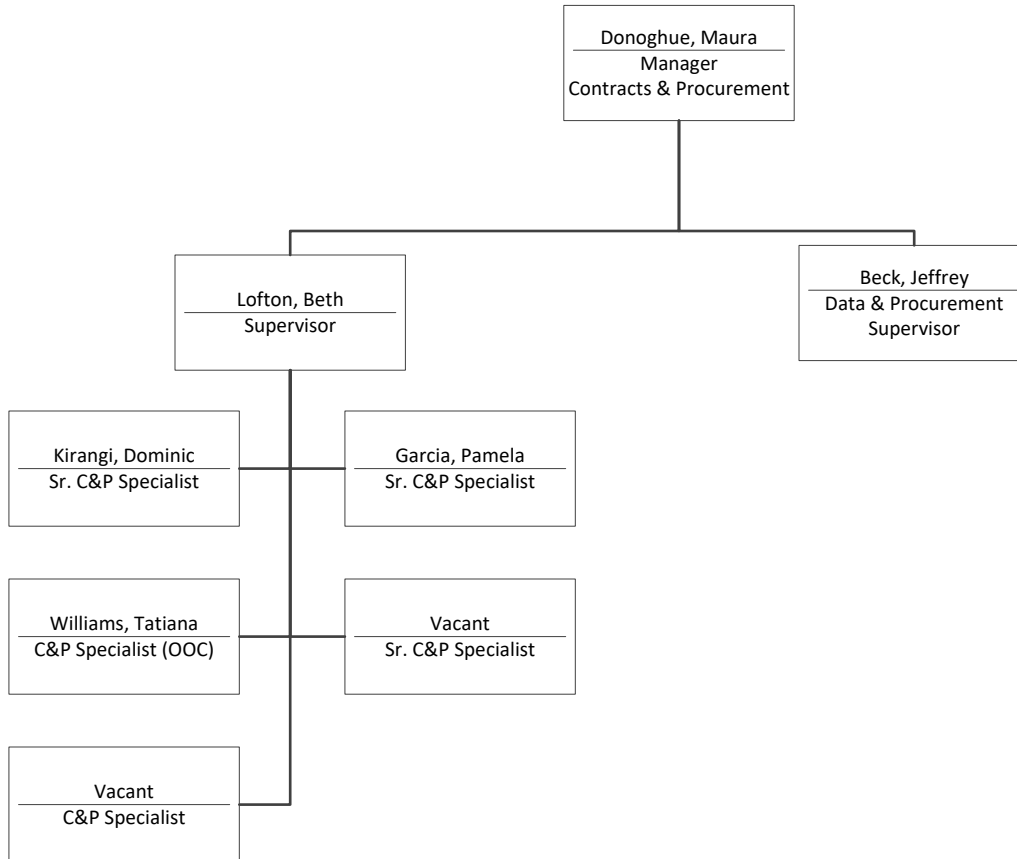 Donoghue, Maura
Manager
Contracts & Procurement
Lofton, Beth
Supervisor
Beck, Jeffrey
Data & Procurement
Supervisor
Kirangi, Dominic
Sr. C&P Specialist
Garcia, Pamela
Sr. C&P Specialist
Williams, Tatiana
C&P Specialist (OOC)
Vacant
Sr. C&P Specialist
Vacant
C&P Specialist